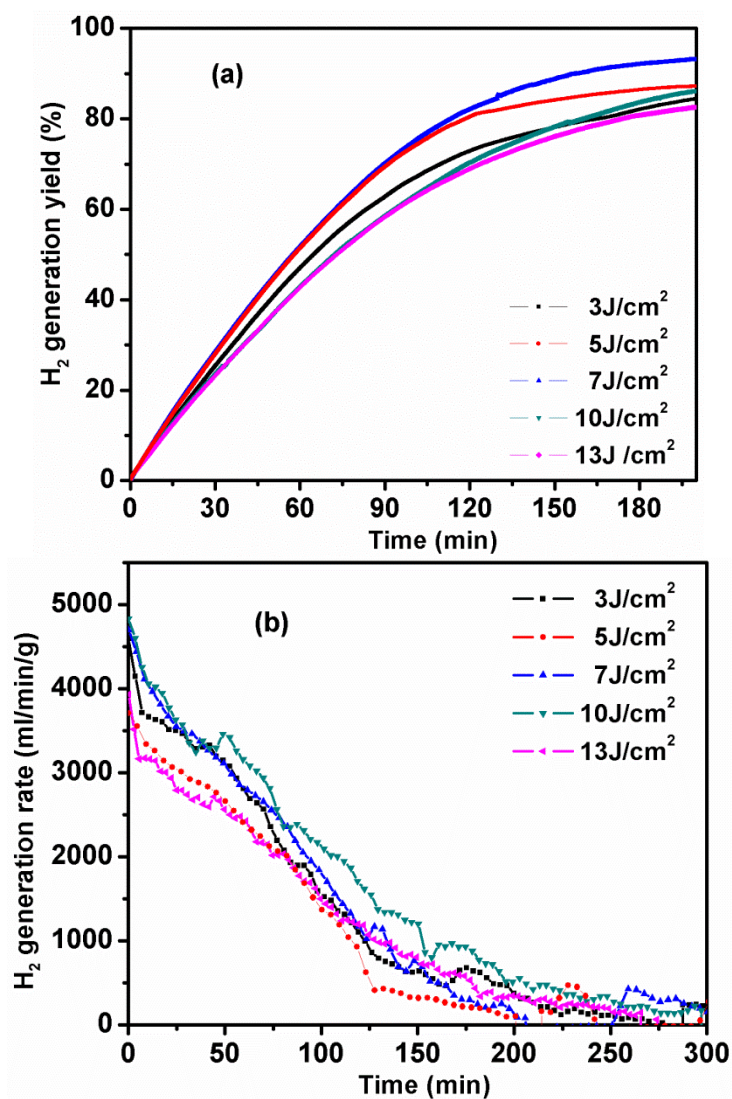 (a)
H2 generation yield (%)
100
80
60
40
20
0
3J/cm2
5J/cm2
7J/cm2
10J/cm2
13J /cm2
0 30 60 90 120 150 180
Time (min)
(b)
H2 generation rate (ml/min/g)
5000
4000
3000
2000
1000
0
3J/cm2
5J/cm2
7J/cm2
10J/cm2
13J/cm2
0 50 100 150 200 250 300
Time (min)